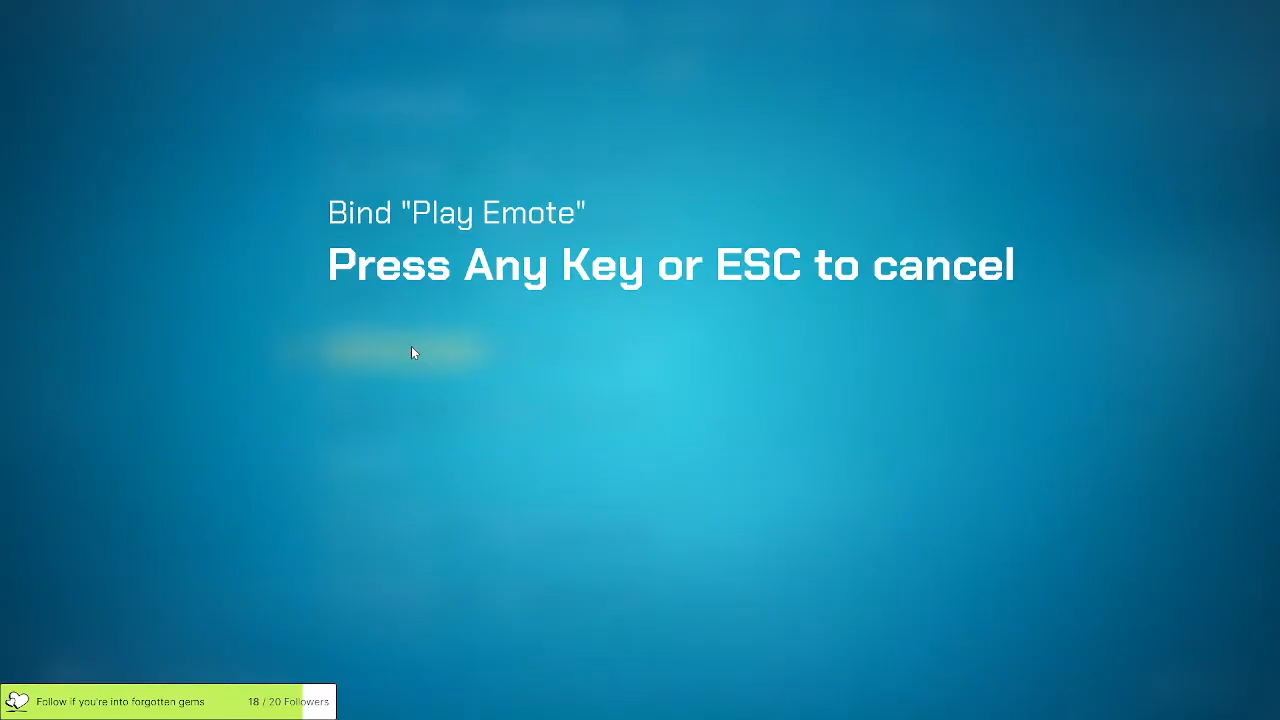 Bind "Play Emote"
Press Any Key or ESC to cancel
Follow if you're into forgotten gems 18 / 20 Followers